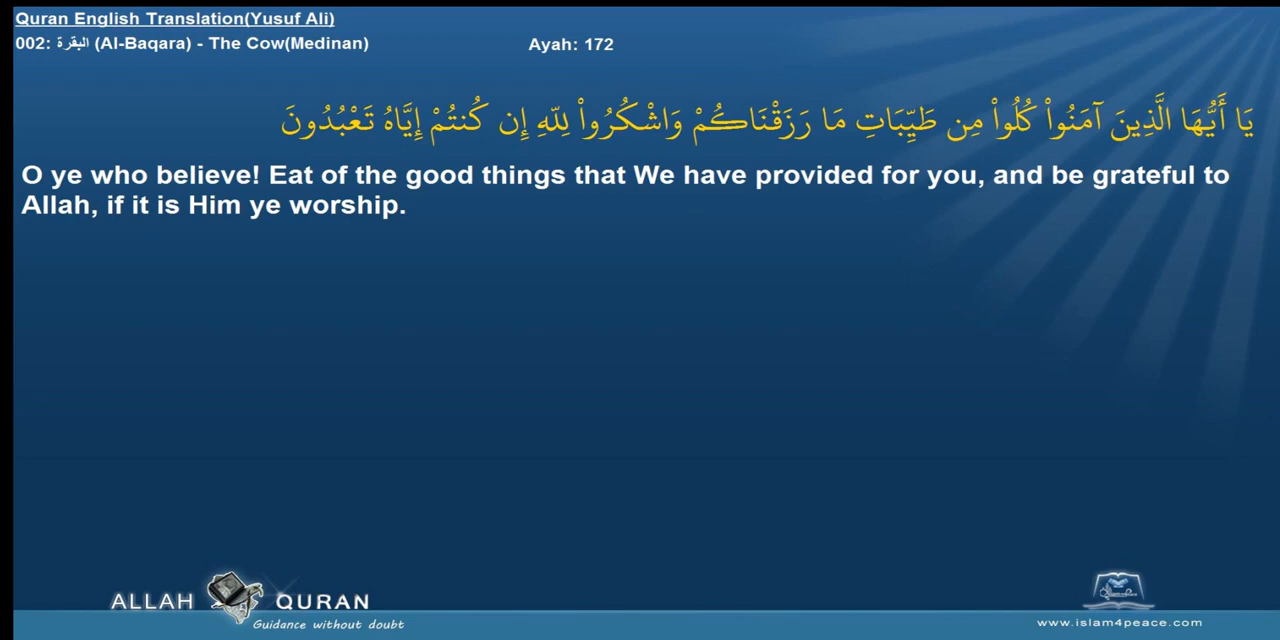 Quran English Translation(Yusuf Ali)
002: البقرة (Al-Baqara) - The Cow(Medinan) Ayah: 172
يَا أَيُّهَا الَّذِينَ آمَنُواْ كُلُواْ مِن طَيِّبَاتِ مَا رَزَقْنَاكُمْ وَاشْكُرُواْ لِلّهِ إِن كُنتُمْ إِيَّاهُ تَعْبُدُونَ
O ye who believe! Eat of the good things that We have provided for you, and be grateful to
Allah, if it is Him ye worship.
ALLAH QURAN
Guidance without doubt
www.islam4peace.com